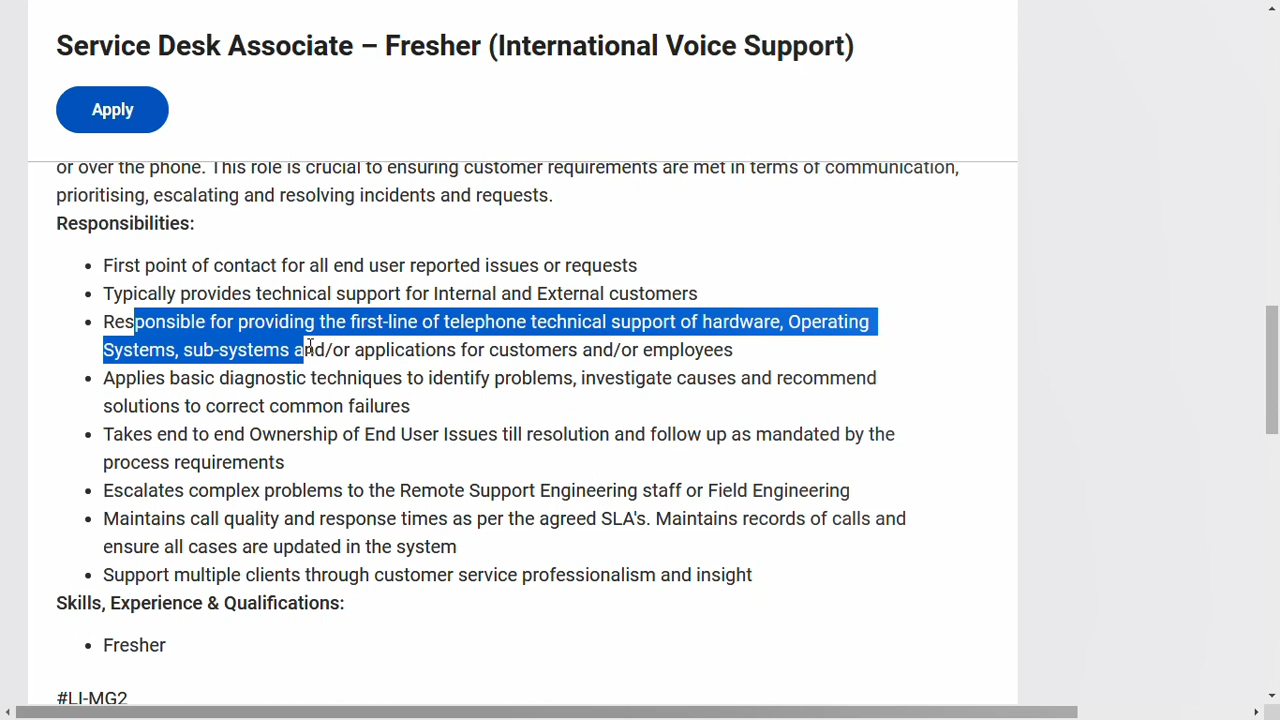 Service Desk Associate – Fresher (International Voice Support)
Apply
or over the phone. This role is crucial to ensuring customer requirements are met in terms of communication,
prioritising, escalating and resolving incidents and requests.
Responsibilities:
• First point of contact for all end user reported issues or requests
• Typically provides technical support for Internal and External customers
• Responsible for providing the first-line of telephone technical support of hardware, Operating
Systems, sub-systems and/or applications for customers and/or employees
• Applies basic diagnostic techniques to identify problems, investigate causes and recommend
solutions to correct common failures
• Takes end to end Ownership of End User Issues till resolution and follow up as mandated by the
process requirements
• Escalates complex problems to the Remote Support Engineering staff or Field Engineering
• Maintains call quality and response times as per the agreed SLA's. Maintains records of calls and
ensure all cases are updated in the system
• Support multiple clients through customer service professionalism and insight
Skills, Experience & Qualifications:
• Fresher
#LI-MG2